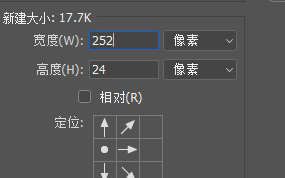 新建大小: 17.7K
宽度(W): 252 像素
高度(H): 24 像素
相对(R)
定位: